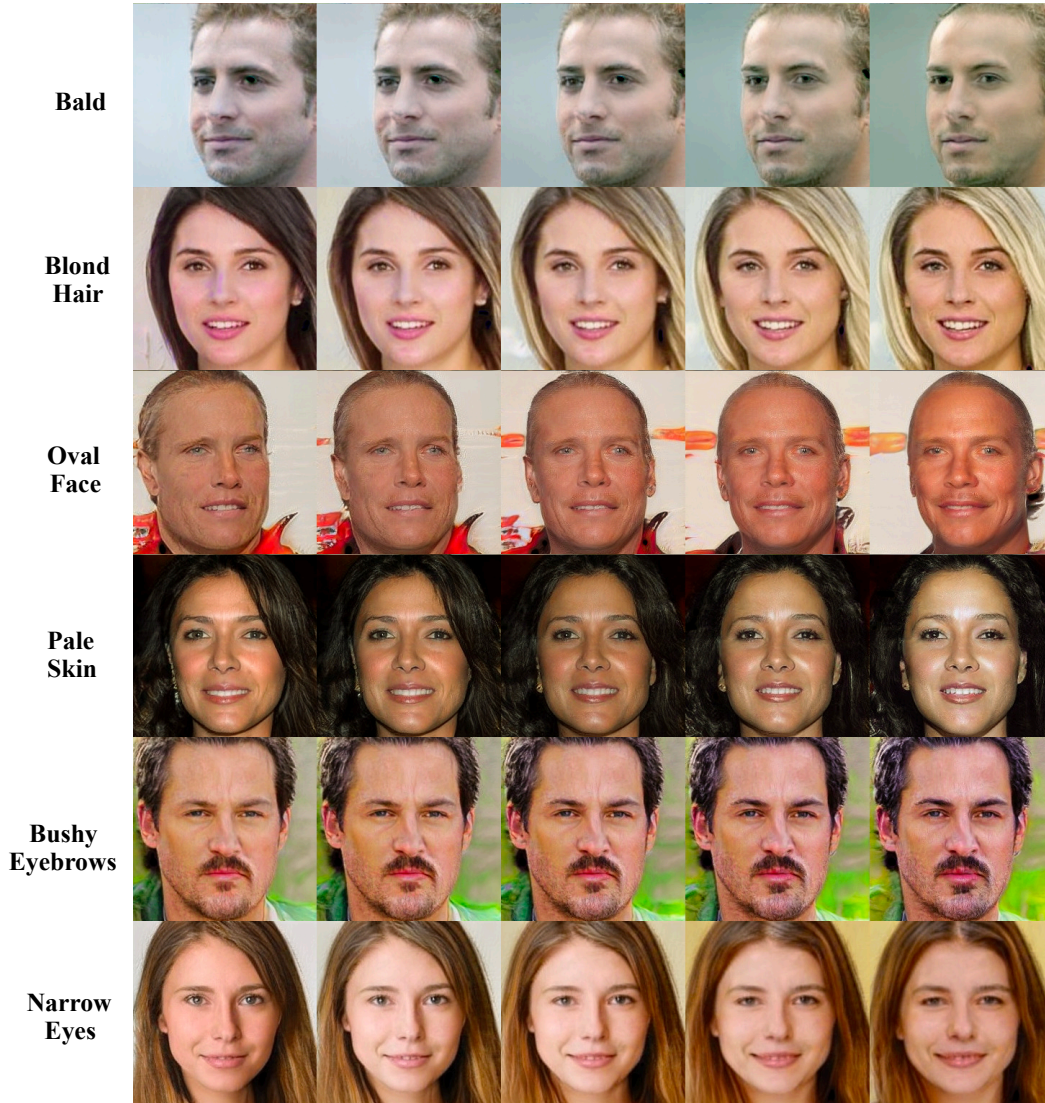 Bald
Blond
Hair
Oval
Face
Pale
Skin
Bushy
Eyebrows
Narrow
Eyes